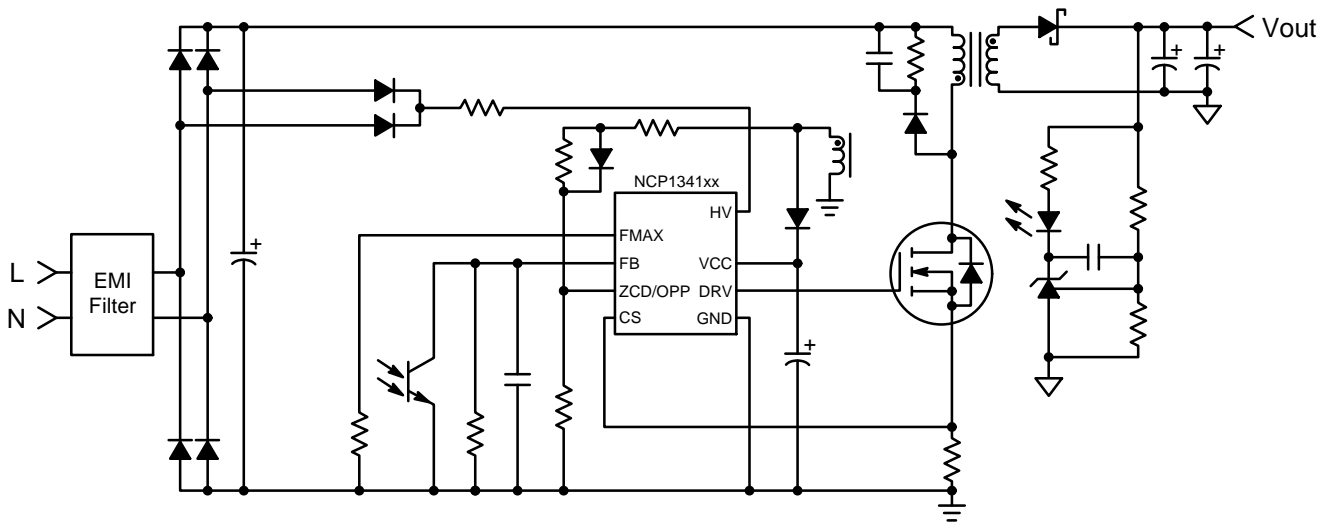 Vout
NCP1341xx
HV
FMAX
L
EMI
Filter
FB
VCC
ZCD/OPP
DRV
N
CS
GND
+
+
+
+